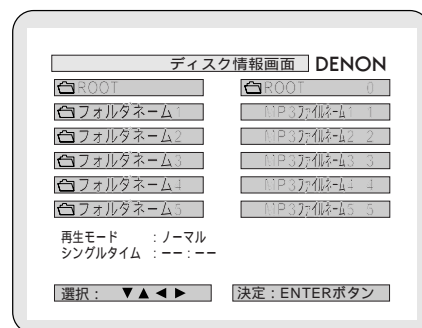 ディスク情報画面 DENON
ROOT ROOT 0
フォルダネーム1 MP3ファイルネーム1 1
フォルダネーム2 MP3ファイルネーム2 2
フォルダネーム3 MP3ファイルネーム3 3
フォルダネーム4 MP3ファイルネーム4 4
フォルダネーム5 MP3ファイルネーム5 5
再生モード :ノーマル
シングルタイム :ーー:ーー
選択: ▼▲◀▶ 決定:ENTERボタン